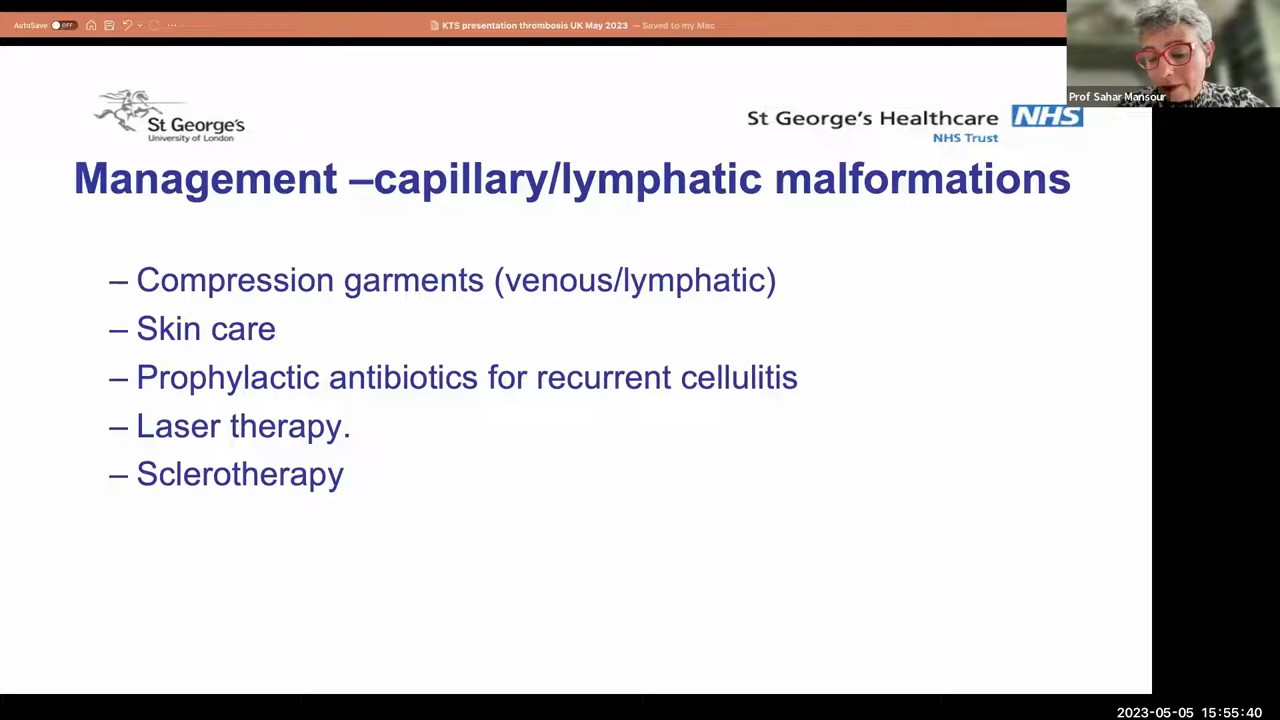 AutoSave OFF
KTS presentation thrombosis UK May 2023 — Saved to my Mac
Prof Sahar Mansour
St George's
University of London
St George's Healthcare NHS
NHS Trust
Management –capillary/lymphatic malformations
– Compression garments (venous/lymphatic)
– Skin care
– Prophylactic antibiotics for recurrent cellulitis
– Laser therapy.
– Sclerotherapy
2023-05-05 15:55:40